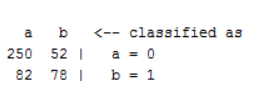 a b <-- classified as
250 52 | a = 0
82 78 | b = 1